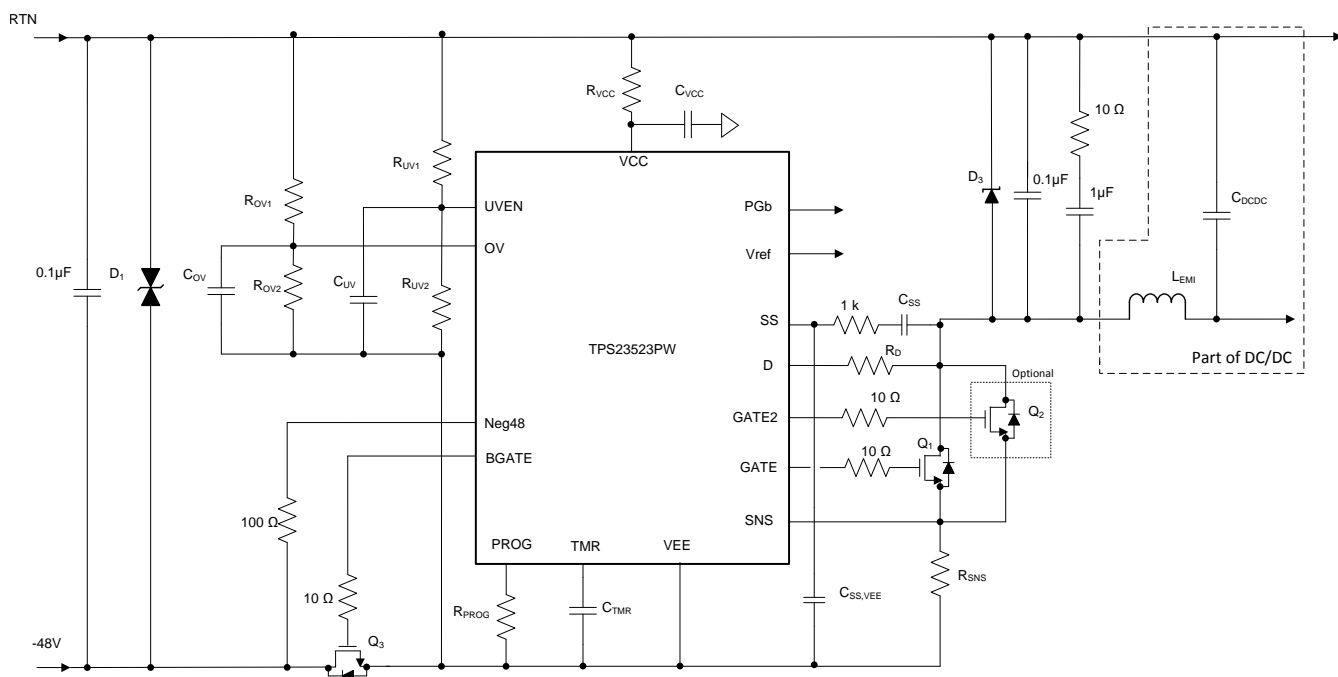 RTN
R_VCC
C_VCC
VCC
R_UV1
10 Ω
D_3
0.1µF
1µF
C_DCDC
R_OV1
UVEN
PGb
OV
Vref
0.1µF
D_1
C_OV
R_OV2
C_UV
R_UV2
L_EMI
C_SS
1 k
SS
TPS23523PW
R_D
D
Part of DC/DC
Optional
10 Ω
Q_2
GATE2
Neg48
Q_1
BGATE
10 Ω
GATE
100 Ω
SNS
PROG
TMR
VEE
10 Ω
R_PROG
C_TMR
C_SS,VEE
R_SNS
-48V
Q_3